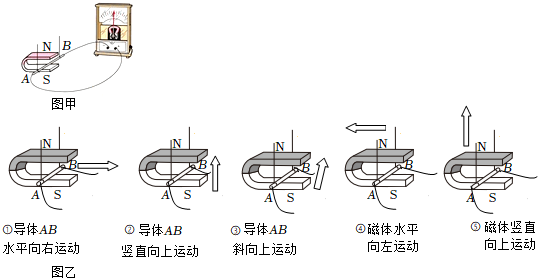 N B
A S
图甲
N
B
A S
N
B
A S
N
B
A S
N
B
A S
N
B
A S
①导体AB
水平向右运动
② 导体AB
竖直向上运动
③ 导体AB
斜向上运动
④磁体水平
向左运动
⑤ 磁体竖直
向上运动
图乙